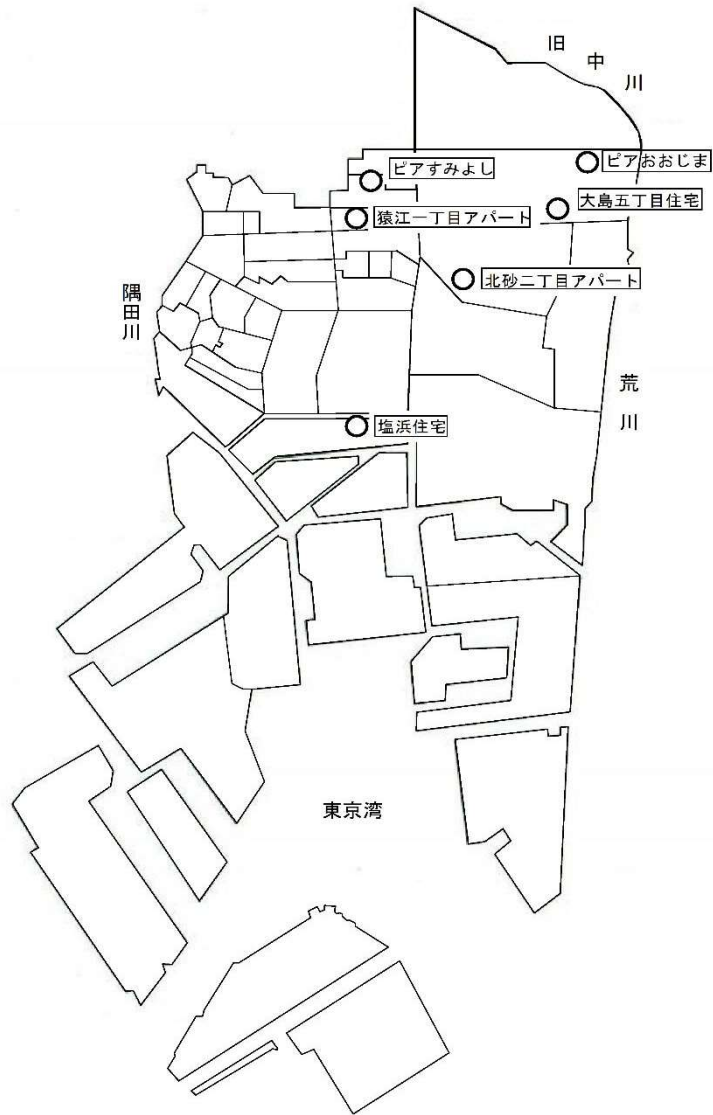 旧中川
ピアおおじま
ピアすみよし
大島五丁目住宅
猿江一丁目アパート
北砂二丁目アパート
隅田川
荒川
塩浜住宅
東京湾